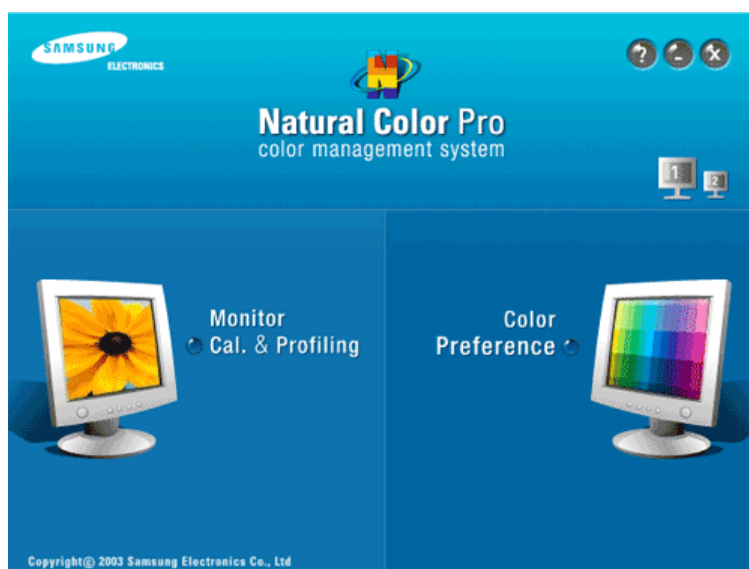 SAMSUNG
ELECTRONICS
N
? - X
Natural Color Pro
color management system
1
2
Monitor
Cal. & Profiling
Color
Preference
Copyright© 2003 Samsung Electronics Co., Ltd